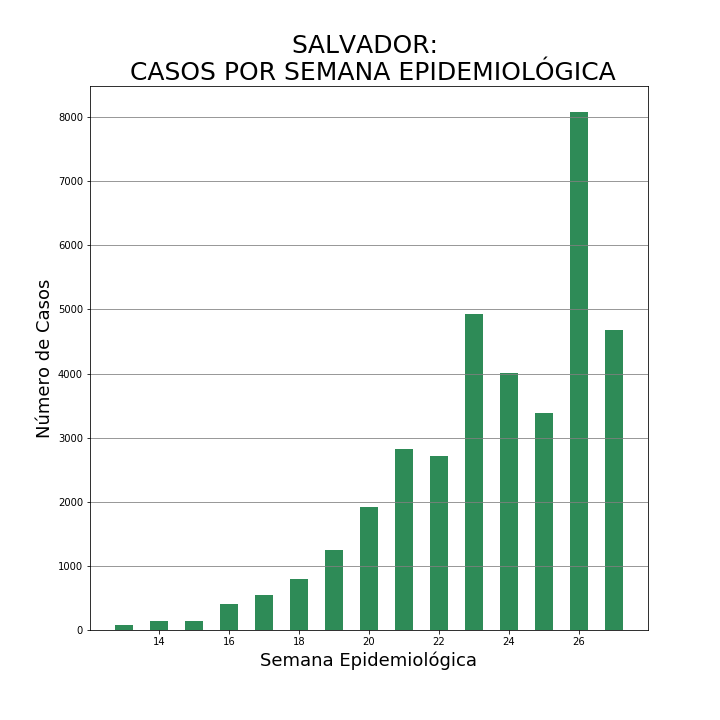 SALVADOR:
CASOS POR SEMANA EPIDEMIOLÓGICA
8000
7000
6000
5000
4000
3000
2000
1000
0
Número de Casos
14 16 18 20 22 24 26
Semana Epidemiológica